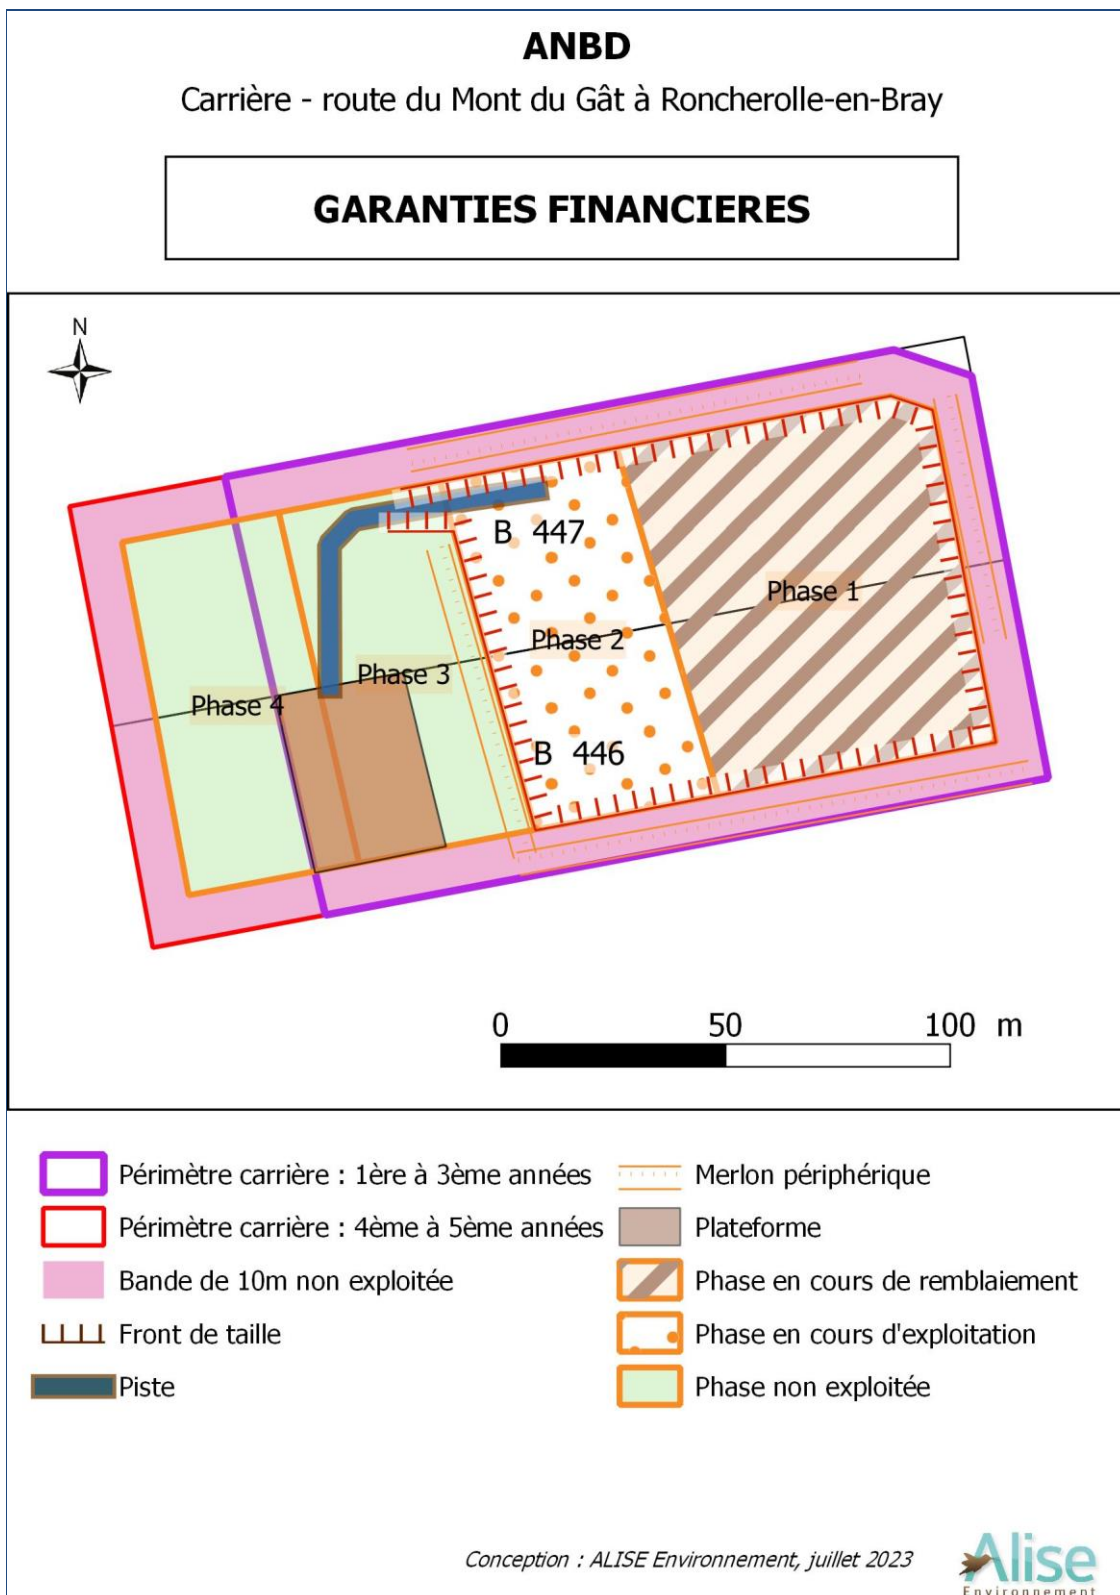 ANBD
Carrière - route du Mont du Gât à Roncherolle-en-Bray
GARANTIES FINANCIERES
N
B 447
Phase 1
Phase 2
Phase 3
Phase 4
B 446
0 50 100 m
Périmètre carrière : 1ère à 3ème années
Périmètre carrière : 4ème à 5ème années
Bande de 10m non exploitée
Front de taille
Piste
Merlon périphérique
Plateforme
Phase en cours de remblaiement
Phase en cours d'exploitation
Phase non exploitée
Conception : ALISE Environnement, juillet 2023
Alise
Environnement